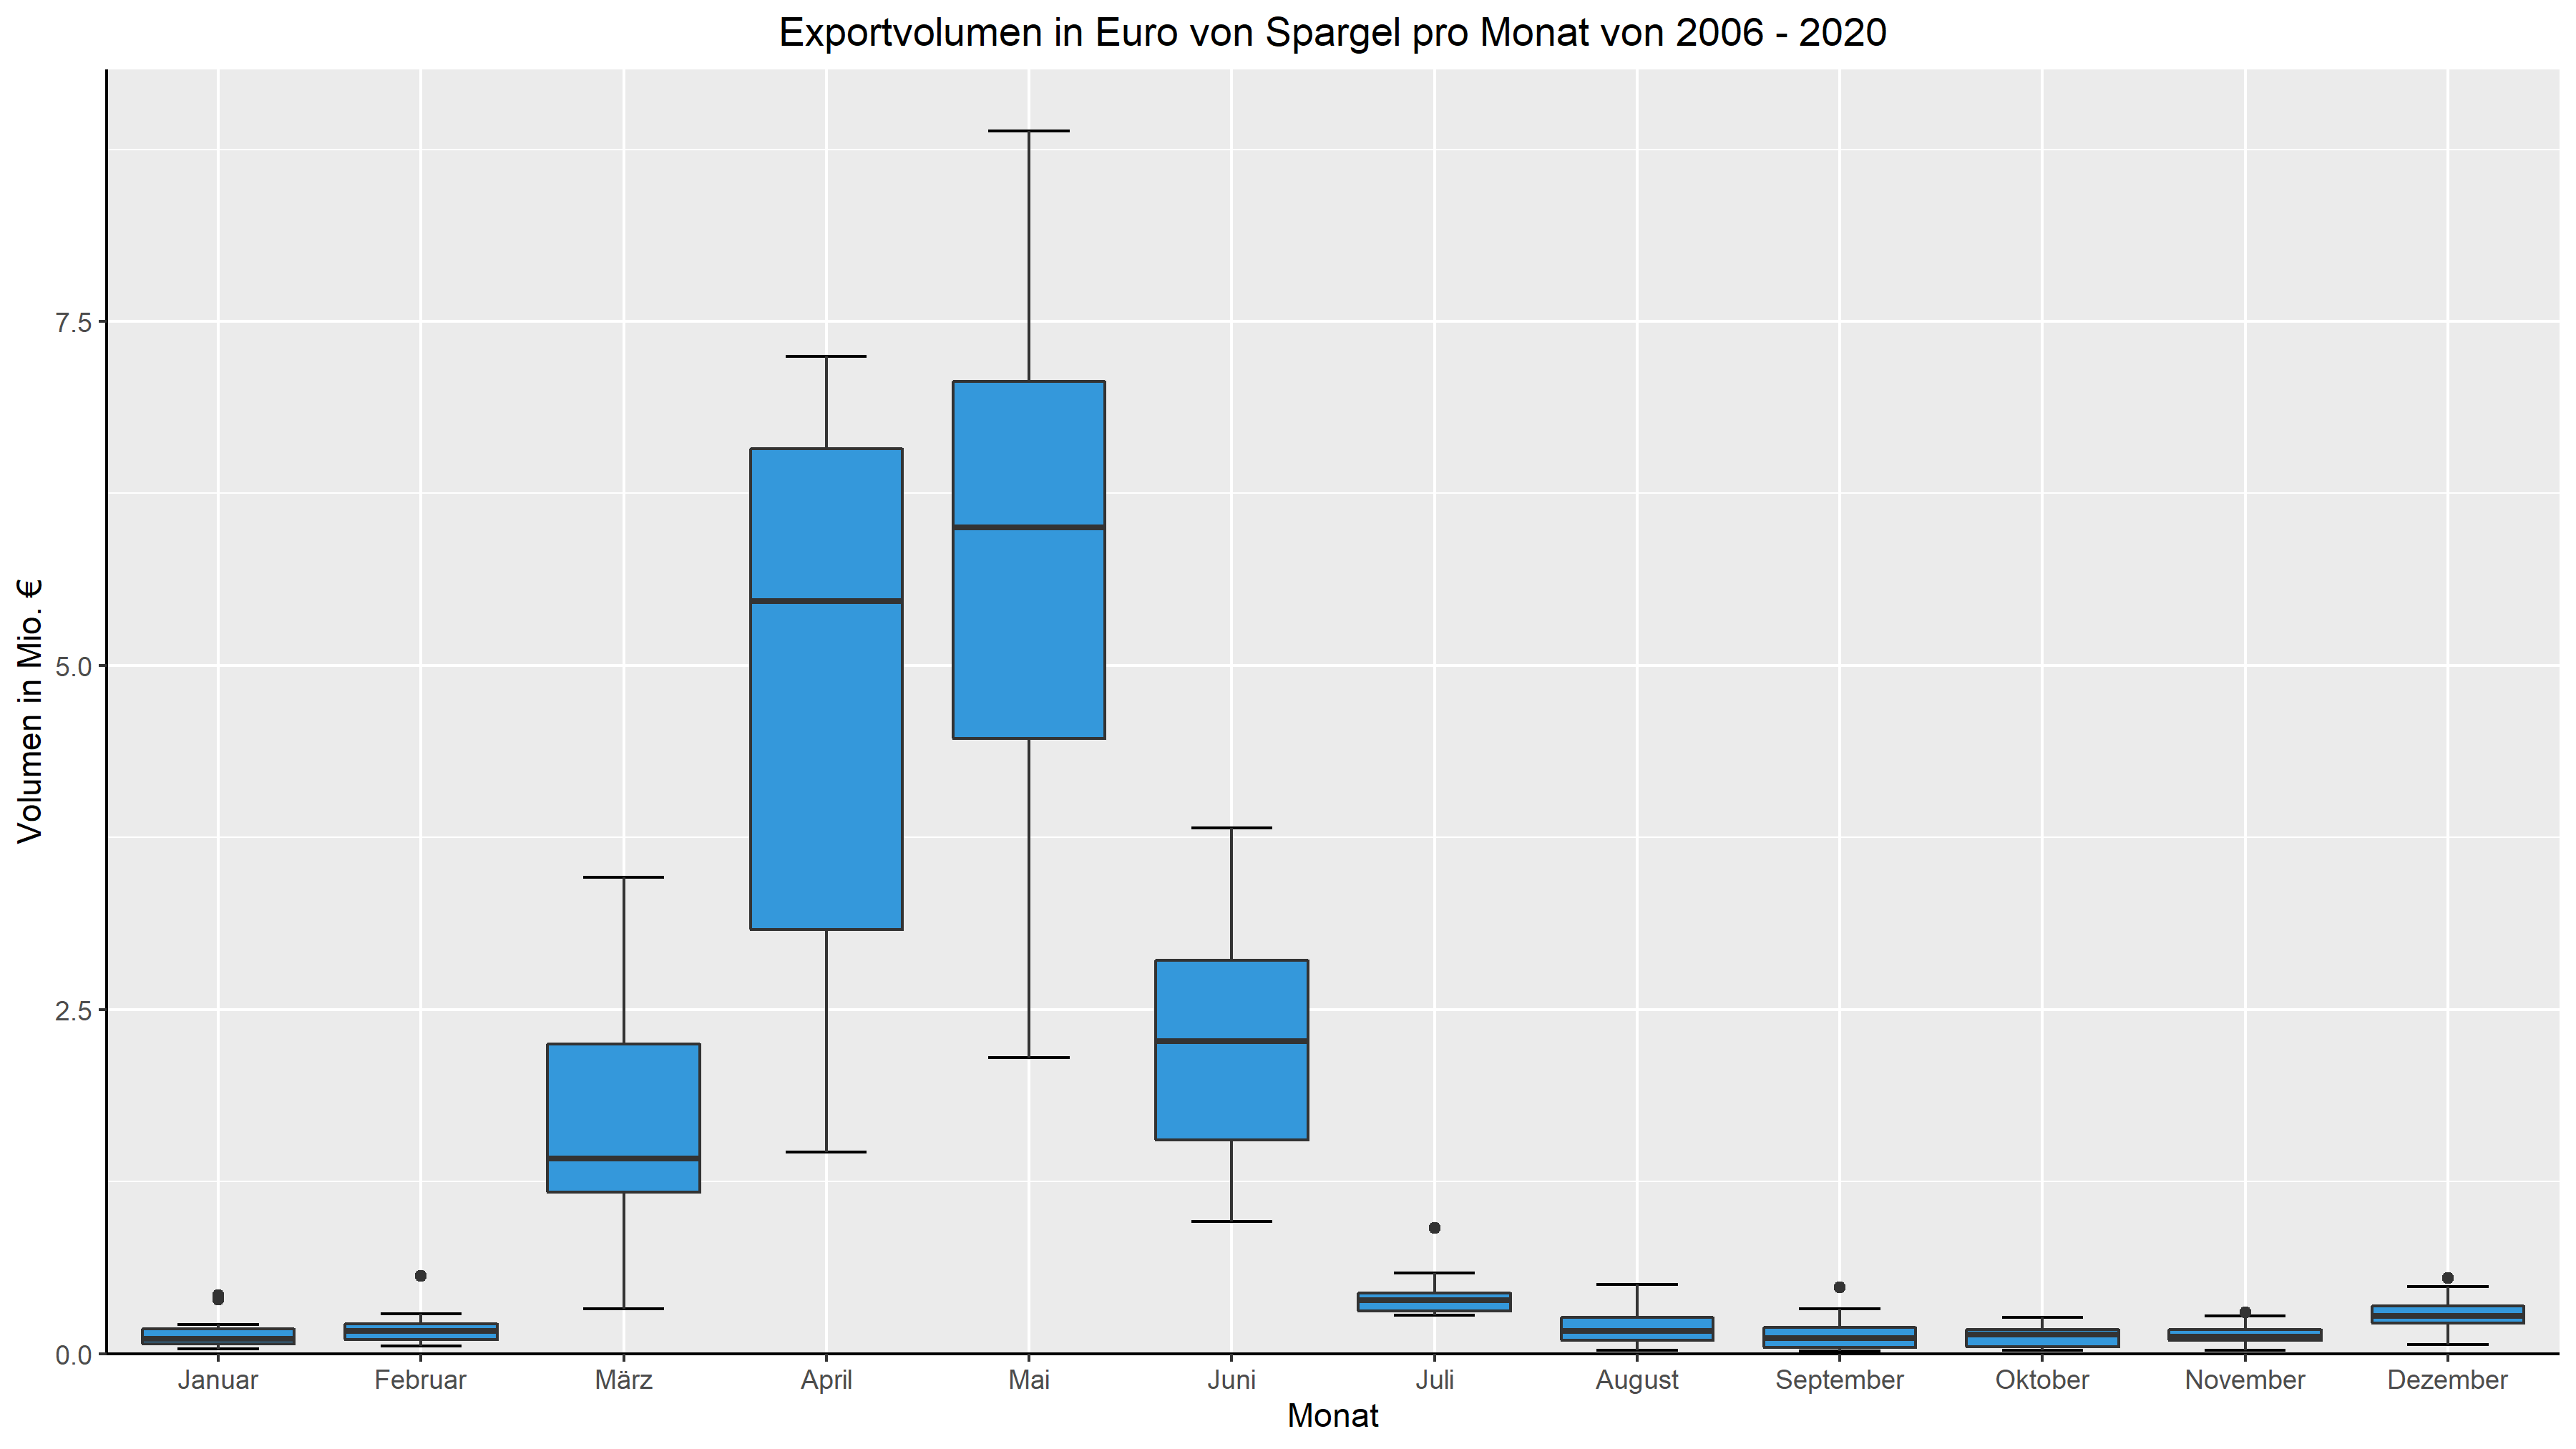 Exportvolumen in Euro von Spargel pro Monat von 2006 - 2020
Volumen in Mio. €
7.5
5.0
2.5
0.0
Januar Februar März April Mai Juni Juli August September Oktober November Dezember
Monat